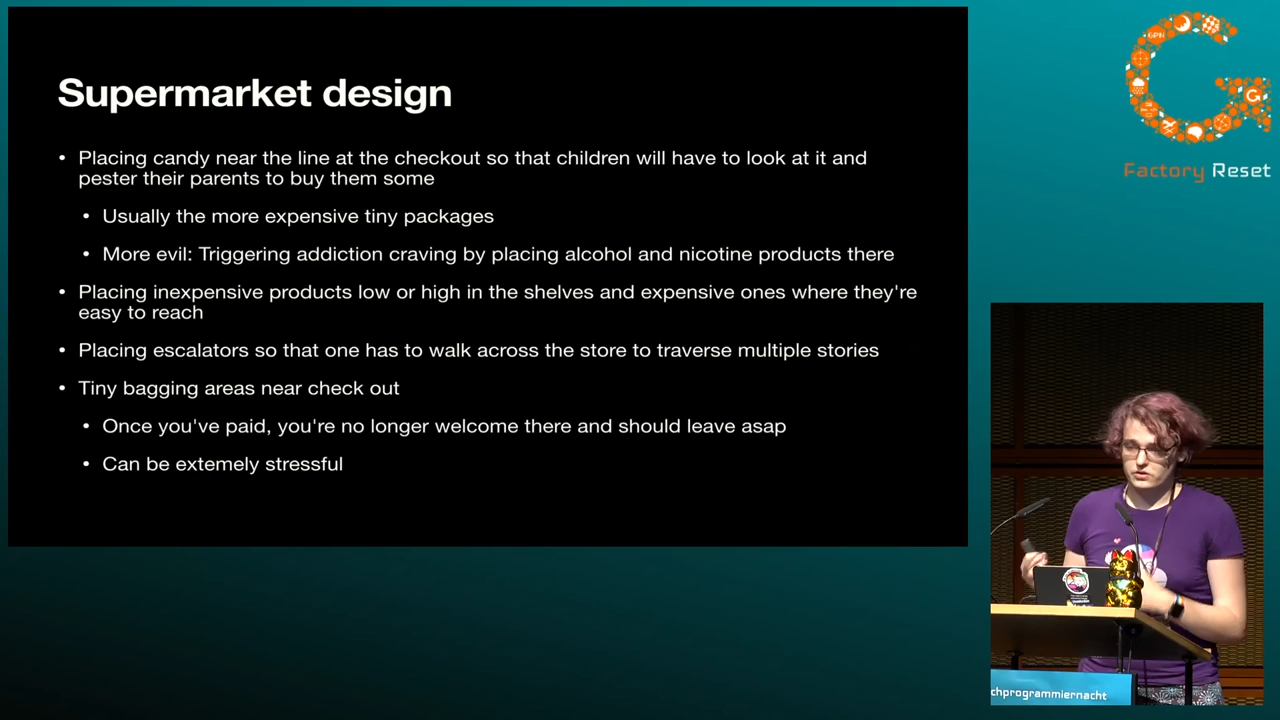 Supermarket design
• Placing candy near the line at the checkout so that children will have to look at it and
pester their parents to buy them some
• Usually the more expensive tiny packages
• More evil: Triggering addiction craving by placing alcohol and nicotine products there
• Placing inexpensive products low or high in the shelves and expensive ones where they're
easy to reach
• Placing escalators so that one has to walk across the store to traverse multiple stories
• Tiny bagging areas near check out
• Once you've paid, you're no longer welcome there and should leave asap
• Can be extemely stressful
GPN
Factory Reset
chprogrammiernacht